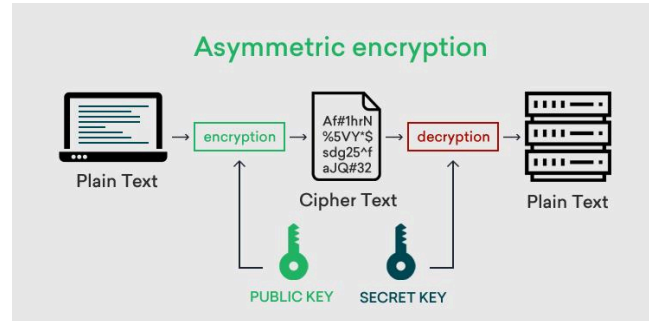 Asymmetric encryption
Plain Text
encryption
Af#1hrN
%5VY*$
sdg25^f
aJQ#32
Cipher Text
decryption
Plain Text
PUBLIC KEY
SECRET KEY